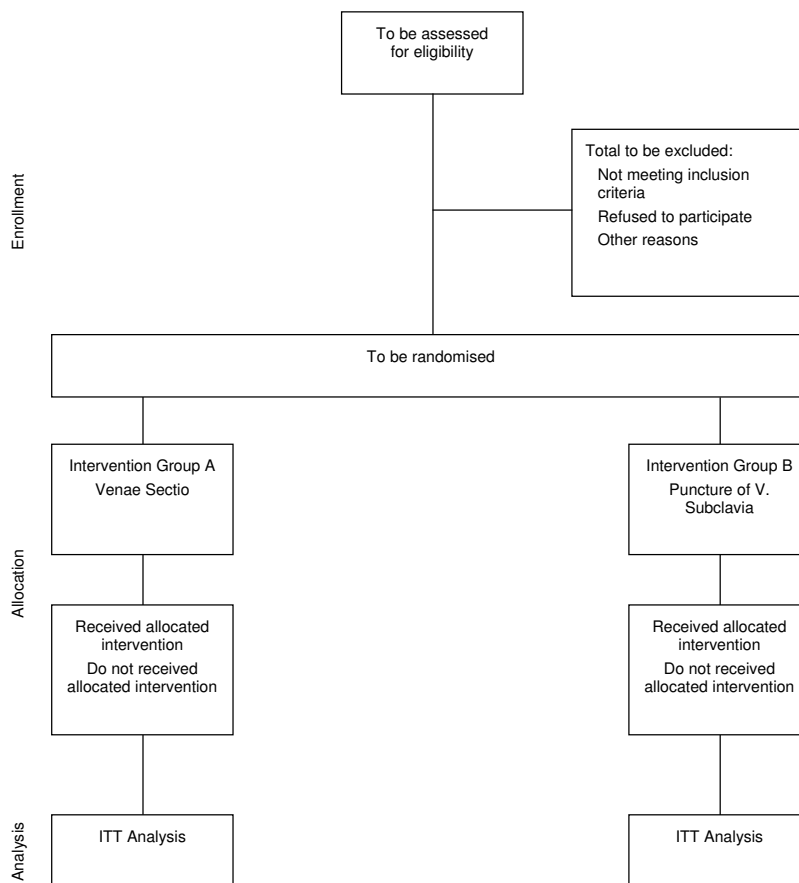 To be assessed
for eligibility
Enrollment
Total to be excluded:
Not meeting inclusion
criteria
Refused to participate
Other reasons
To be randomised
Allocation
Intervention Group A
Venae Sectio
Intervention Group B
Puncture of V.
Subclavia
Received allocated
intervention
Do not received
allocated intervention
Received allocated
intervention
Do not received
allocated intervention
Analysis
ITT Analysis
ITT Analysis